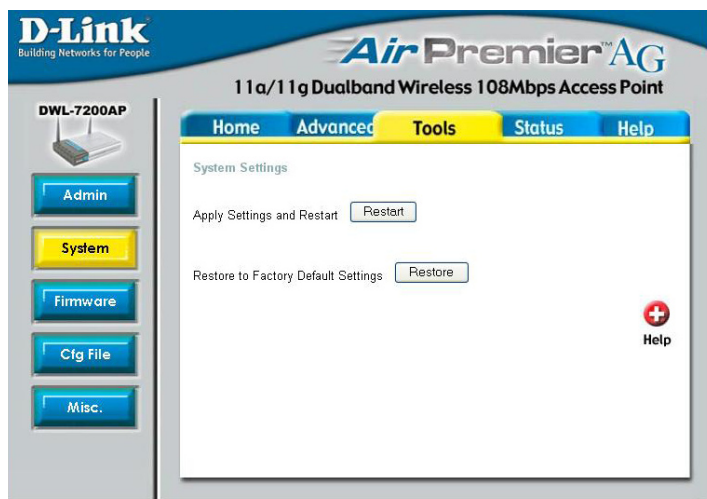 D-Link
Building Networks for People
Air Premier™ AG
11a/11g Dualband Wireless 108Mbps Access Point
DWL-7200AP
Home Advanced Tools Status Help
Admin
System
Firmware
Cfg File
Misc.
System Settings
Apply Settings and Restart Restart
Restore to Factory Default Settings Restore
Help